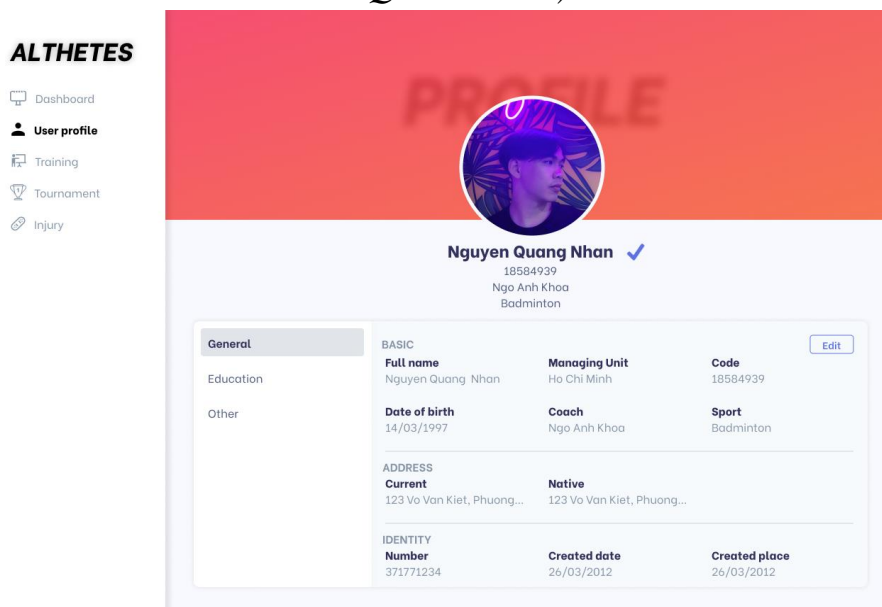 ALTHETES
Dashboard
User profile
Training
Tournament
Injury
PROFILE
Nguyen Quang Nhan
18584939
Ngo Anh Khoa
Badminton
General
Education
Other
BASIC
Edit
Full name Managing Unit Code
Nguyen Quang Nhan Ho Chi Minh 18584939
Date of birth Coach Sport
14/03/1997 Ngo Anh Khoa Badminton
ADDRESS
Current Native
123 Vo Van Kiet, Phuong... 123 Vo Van Kiet, Phuong...
IDENTITY
Number Created date Created place
371771234 26/03/2012 26/03/2012